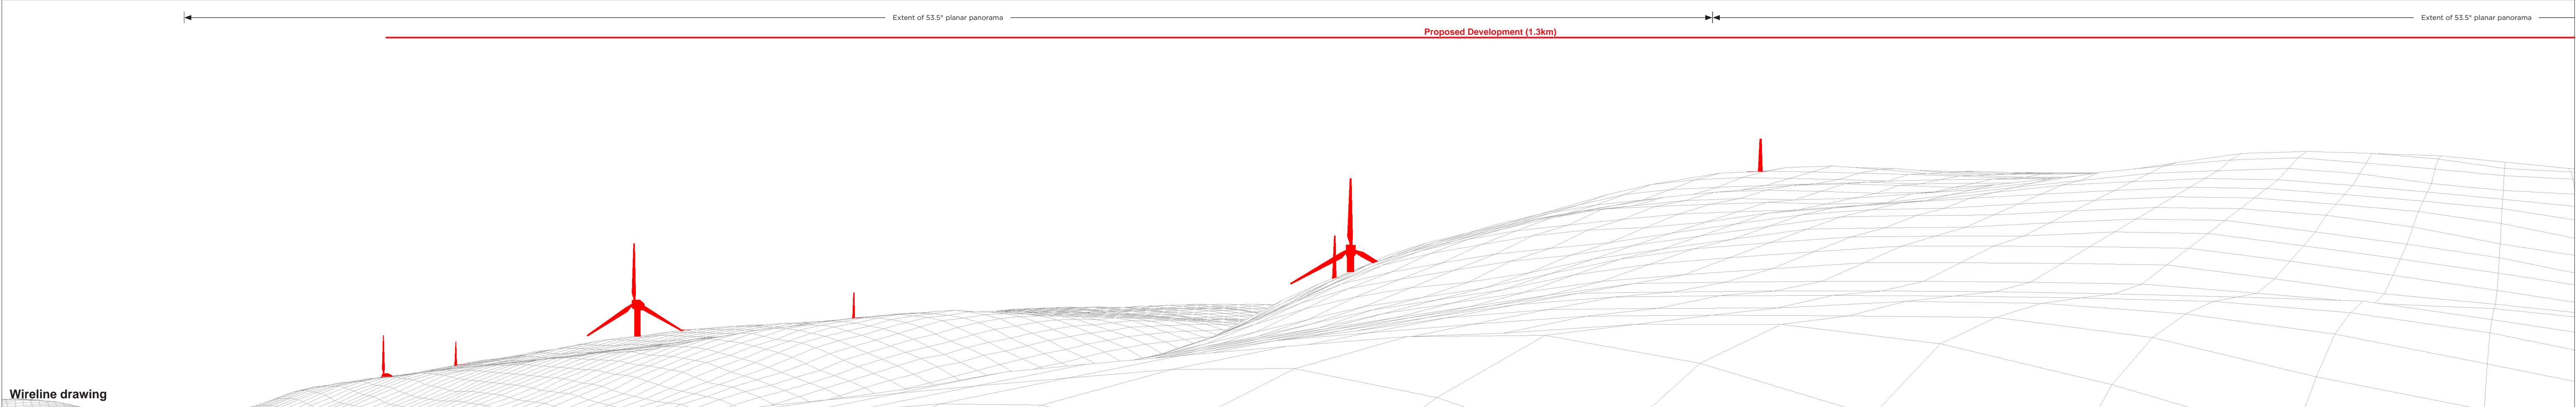 Extent of 53.5° planar panorama
Extent of 53.5° planar panorama
Proposed Development (1.3km)
Wireline drawing